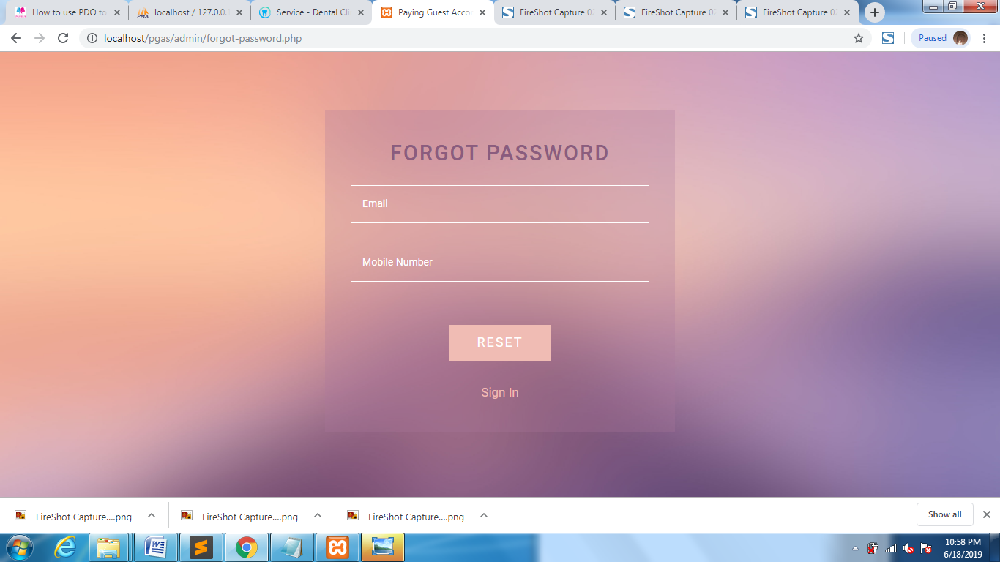 How to use PDO to
localhost / 127.0.0.
Service - Dental Cli
Paying Guest Accor
FireShot Capture 0
FireShot Capture 0
FireShot Capture 0
localhost/pgas/admin/forgot-password.php
Paused
FORGOT PASSWORD
Email
Mobile Number
RESET
Sign In
FireShot Capture....png
FireShot Capture....png
FireShot Capture....png
Show all
10:58 PM
6/18/2019